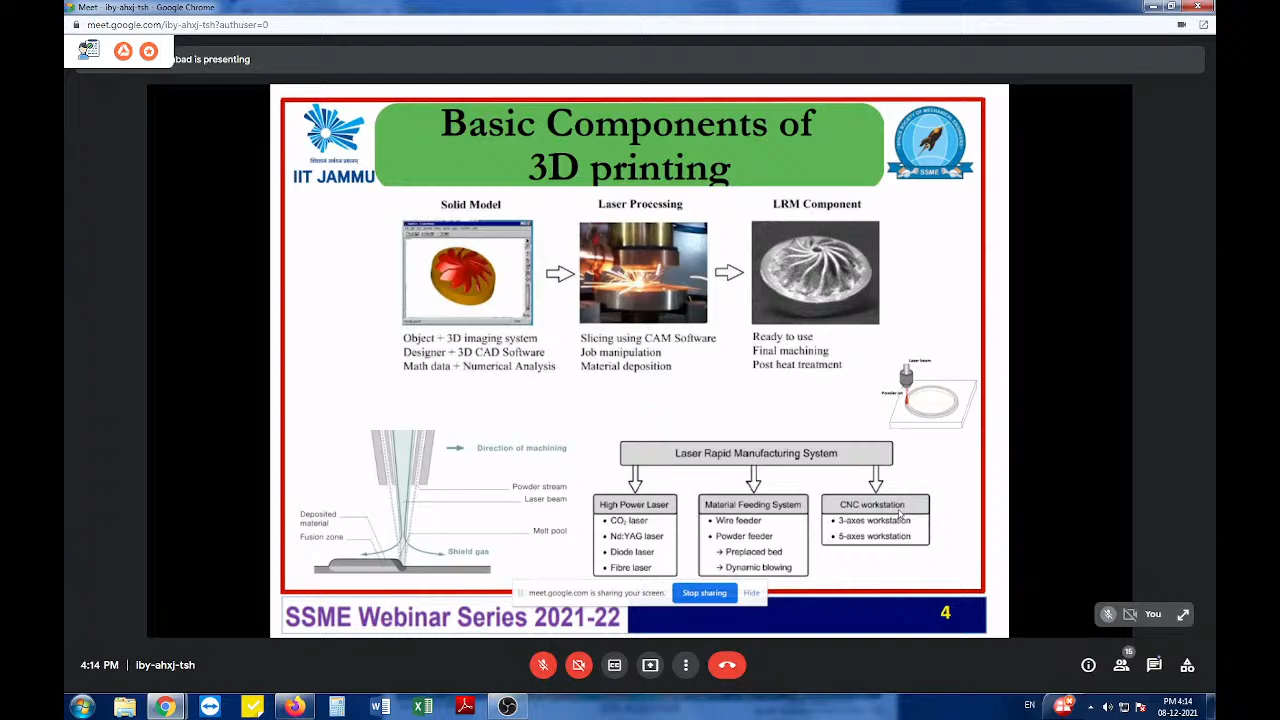 Meet - iby-ahxj-tsh - Google Chrome
meet.google.com/iby-ahxj-tsh?authuser=0
bad is presenting
Basic Components of
3D printing
IIT JAMMU
SSME
Solid Model
Laser Processing
LRM Component
Object + 3D imaging system
Designer + 3D CAD Software
Math data + Numerical Analysis
Slicing using CAM Software
Job manipulation
Material deposition
Ready to use
Final machining
Post heat treatment
Laser beam
Powder jet
Direction of machining
Powder stream
Laser beam
Deposited
material
Melt pool
Fusion zone
Shield gas
Laser Rapid Manufacturing System
High Power Laser
• CO₂ laser
• Nd:YAG laser
• Diode laser
• Fibre laser
Material Feeding System
• Wire feeder
• Powder feeder
→ Preplaced bed
→ Dynamic blowing
CNC workstation
• 3-axes workstation
• 5-axes workstation
meet.google.com is sharing your screen.
Stop sharing
Hide
SSME Webinar Series 2021-22
4
You
4:14 PM | iby-ahxj-tsh
15
EN
PM 4:14
08-12-2021